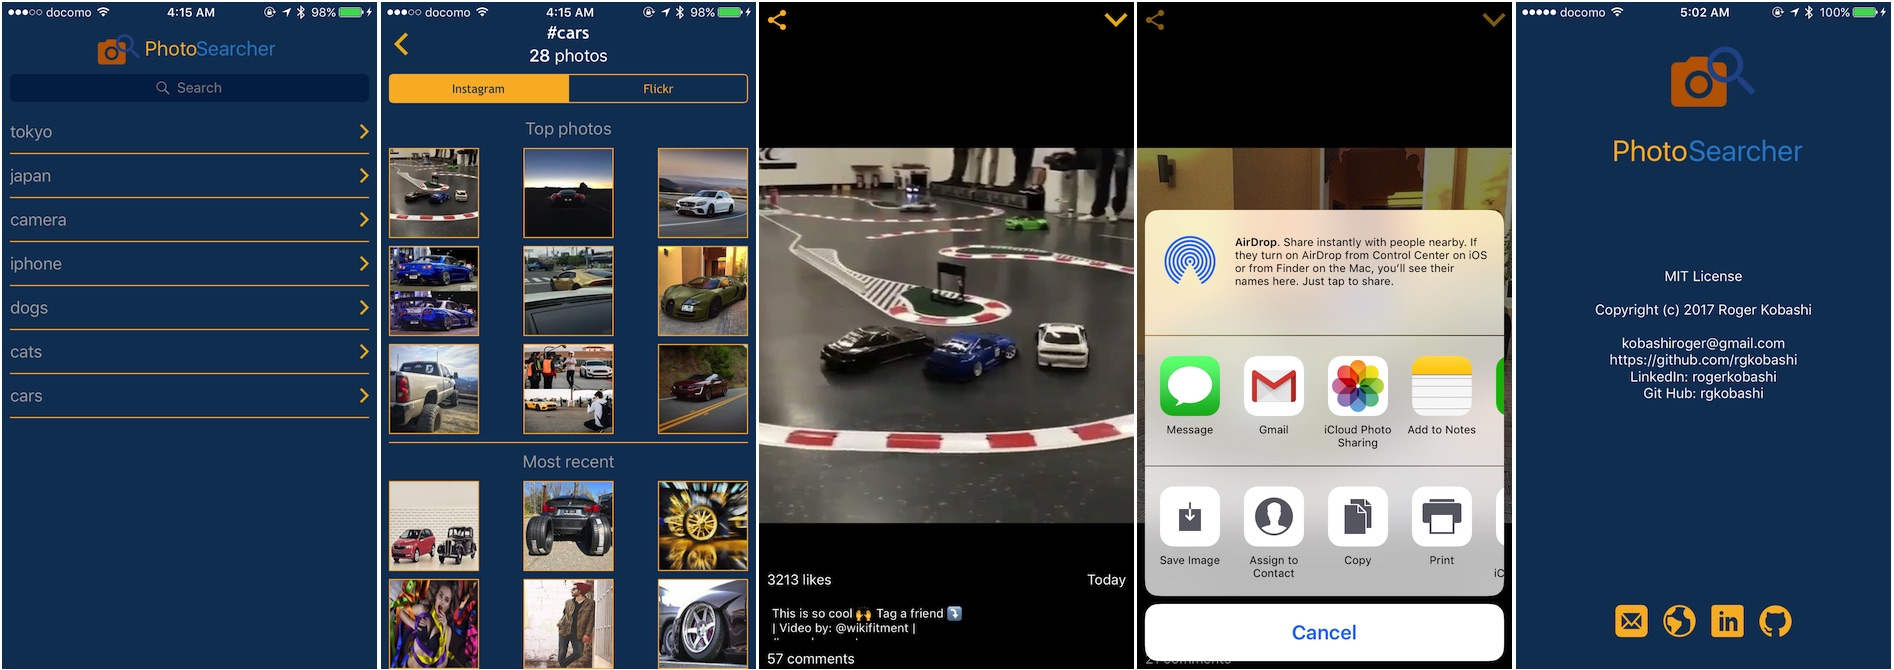 docomo 4:15 AM 98%
PhotoSearcher
Search
tokyo
japan
camera
iphone
dogs
cats
cars
docomo 4:15 AM 98%
#cars
28 photos
Instagram Flickr
Top photos
Most recent
3213 likes Today
This is so cool 🙌 Tag a friend ⤵️
| Video by: @wikifitment |
57 comments
AirDrop. Share instantly with people nearby. If
they turn on AirDrop from Control Center on iOS
or from Finder on the Mac, you'll see their
names here. Just tap to share.
Message Gmail iCloud Photo Sharing Add to Notes
Save Image Assign to Contact Copy Print iC
Cancel
docomo 5:02 AM 100%
PhotoSearcher
MIT License
Copyright (c) 2017 Roger Kobashi
kobashiroger@gmail.com
https://github.com/rgkobashi
LinkedIn: rogerkobashi
Git Hub: rgkobashi
in